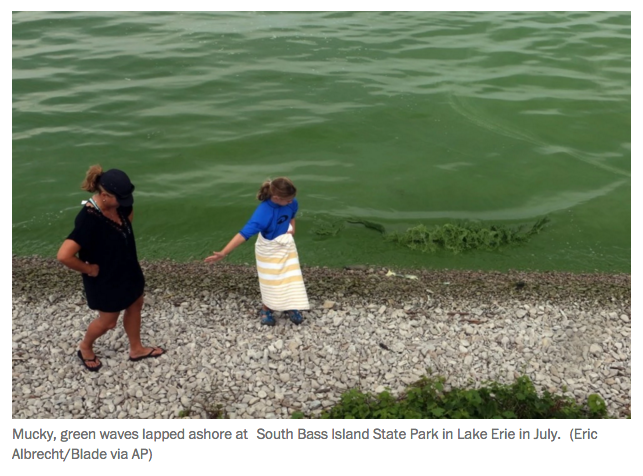 Mucky, green waves lapped ashore at  South Bass Island State Park in Lake Erie in July.  (Eric
Albrecht/Blade via AP)